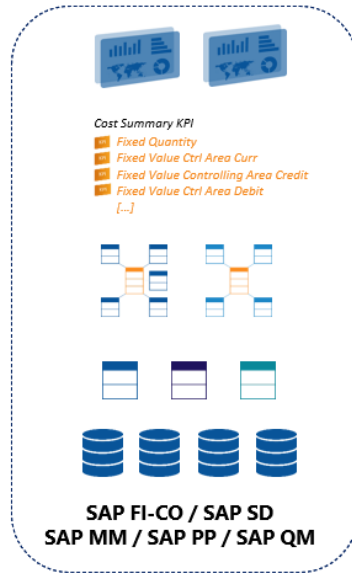 Cost Summary KPI
Fixed Quantity
Fixed Value Ctrl Area Curr
Fixed Value Controlling Area Credit
Fixed Value Ctrl Area Debit
[...]
SAP FI-CO / SAP SD
SAP MM / SAP PP / SAP QM